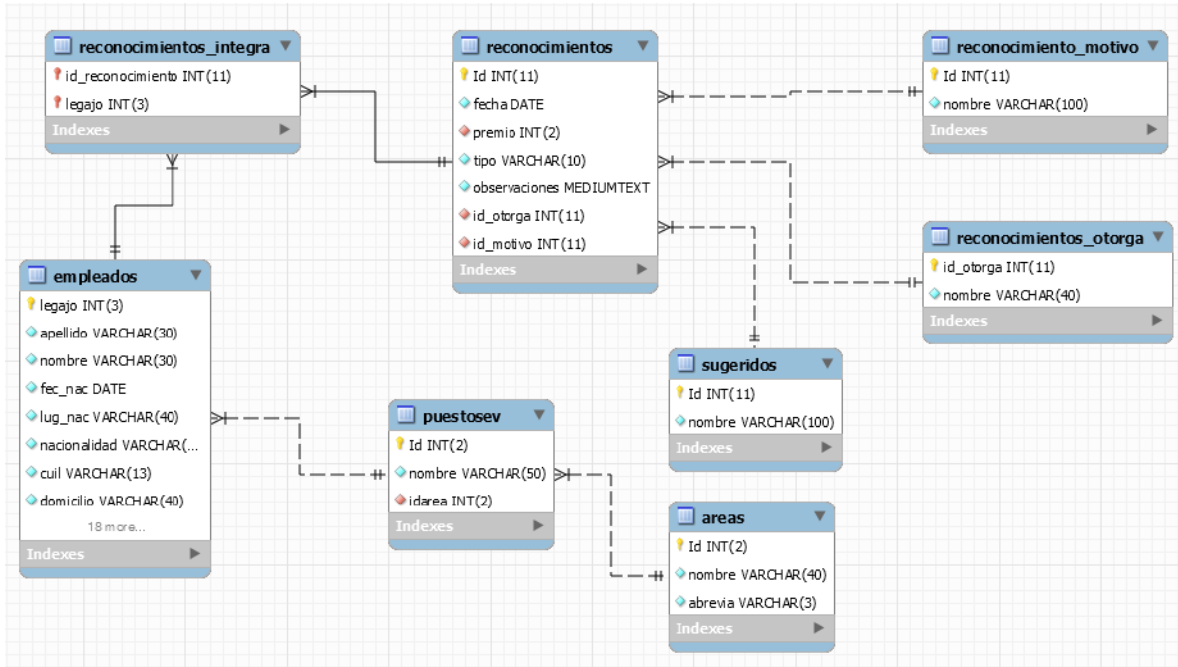 reconocimientos_integra
id_reconocimiento INT(11)
legajo INT(3)
Indexes
reconocimientos
Id INT(11)
fecha DATE
premio INT(2)
tipo VARCHAR(10)
observaciones MEDIUMTEXT
id_otorga INT(11)
id_motivo INT(11)
Indexes
reconocimiento_motivo
Id INT(11)
nombre VARCHAR(100)
Indexes
reconocimientos_otorga
id_otorga INT(11)
nombre VARCHAR(40)
Indexes
empleados
legajo INT(3)
apellido VARCHAR(30)
nombre VARCHAR(30)
fec_nac DATE
lug_nac VARCHAR(40)
nacionalidad VARCHAR(...
cuil VARCHAR(13)
domicilio VARCHAR(40)
18 more...
Indexes
puestosev
Id INT(2)
nombre VARCHAR(50)
idarea INT(2)
Indexes
sugeridos
Id INT(11)
nombre VARCHAR(100)
Indexes
areas
Id INT(2)
nombre VARCHAR(40)
abrevia VARCHAR(3)
Indexes